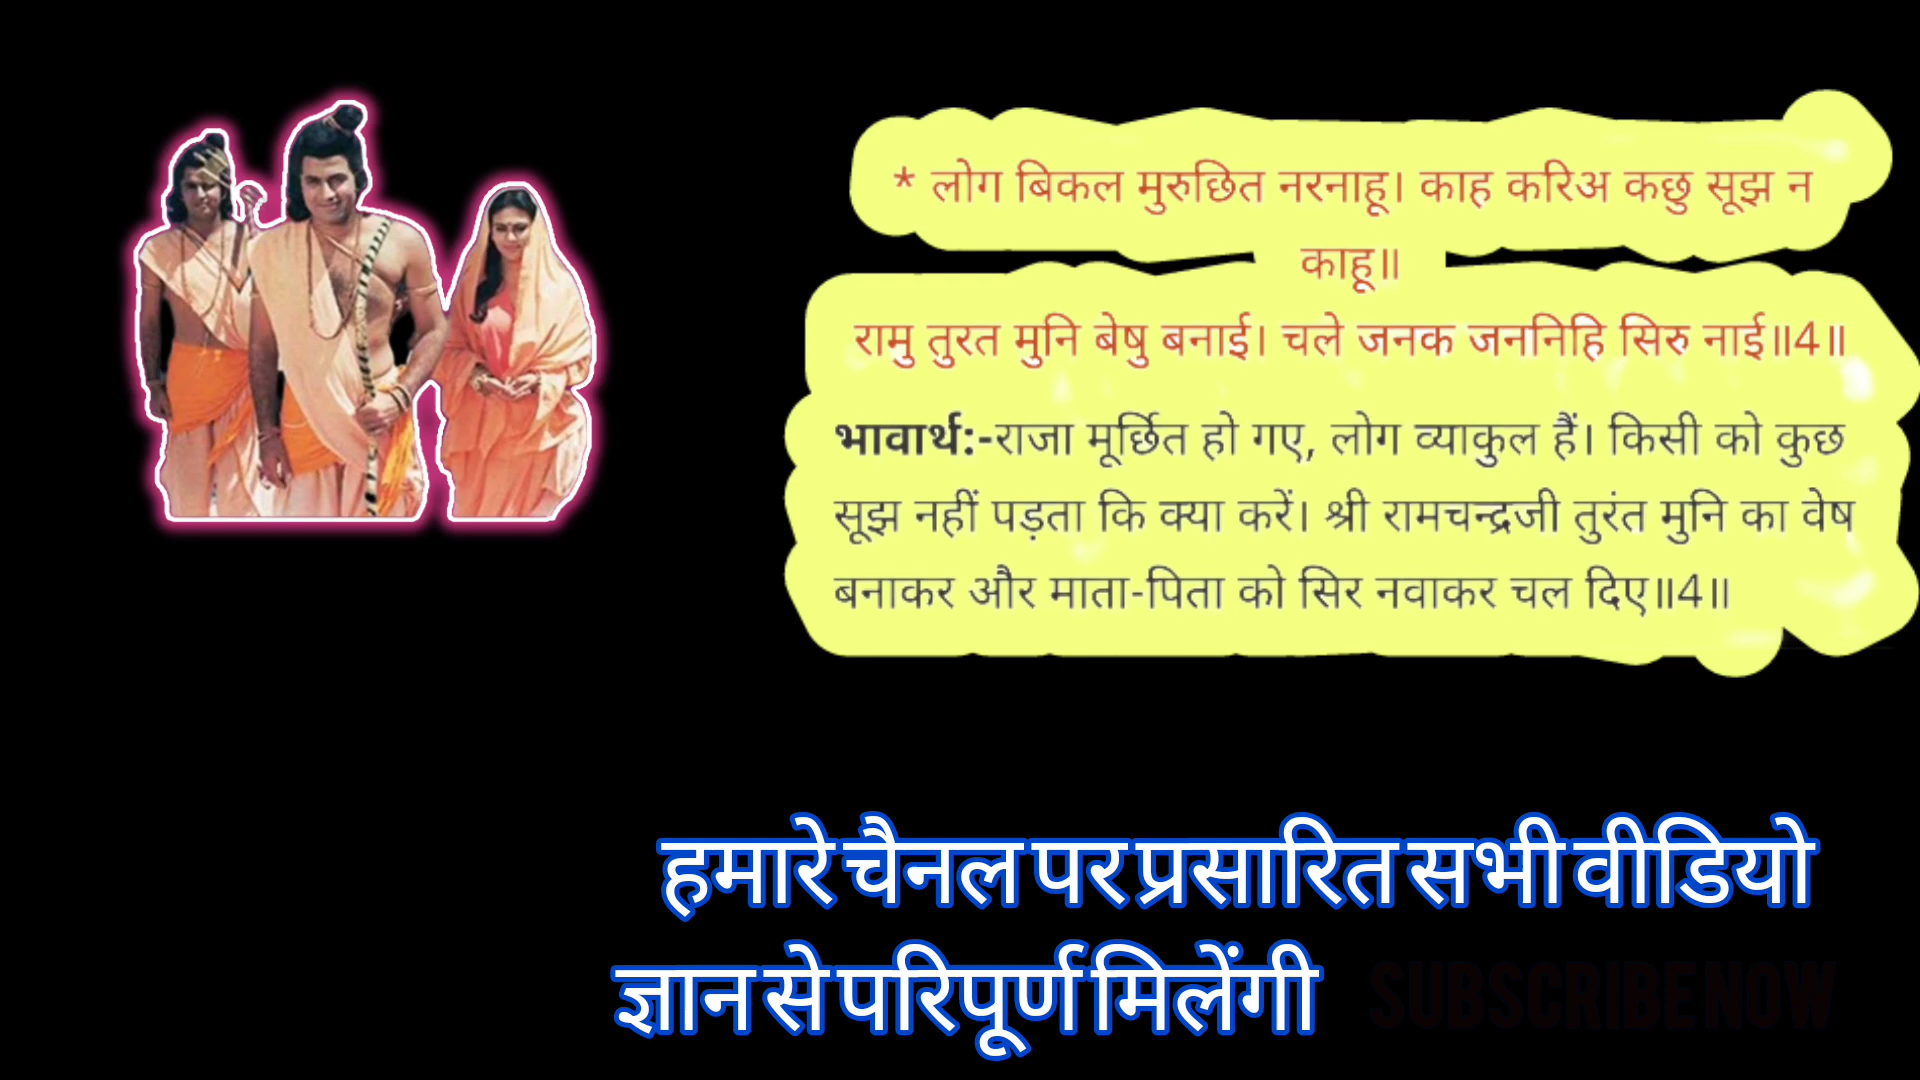 * लोग बिकल मुरुछित नरनाहू। काह करिअ कछु सूझ न
काहू॥
रामु तुरत मुनि बेषु बनाई। चले जनक जननिहि सिरु नाई॥4॥
भावार्थ:-राजा मूर्छित हो गए, लोग व्याकुल हैं। किसी को कुछ
सूझ नहीं पड़ता कि क्या करें। श्री रामचन्द्रजी तुरंत मुनि का वेष
बनाकर और माता-पिता को सिर नवाकर चल दिए॥4॥
हमारे चैनल पर प्रसारित सभी वीडियो
ज्ञान से परिपूर्ण मिलेंगी
SUBSCRIBE NOW